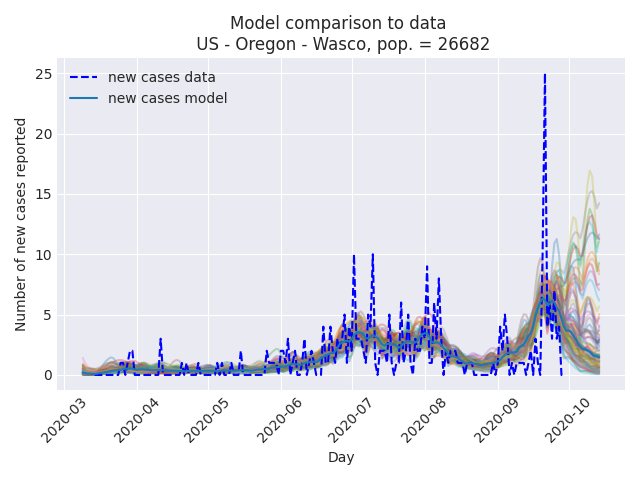 Model comparison to data
US - Oregon - Wasco, pop. = 26682
new cases data
new cases model
Number of new cases reported
25
20
15
10
5
0
2020-03
2020-04
2020-05
2020-06
2020-07
2020-08
2020-09
2020-10
Day